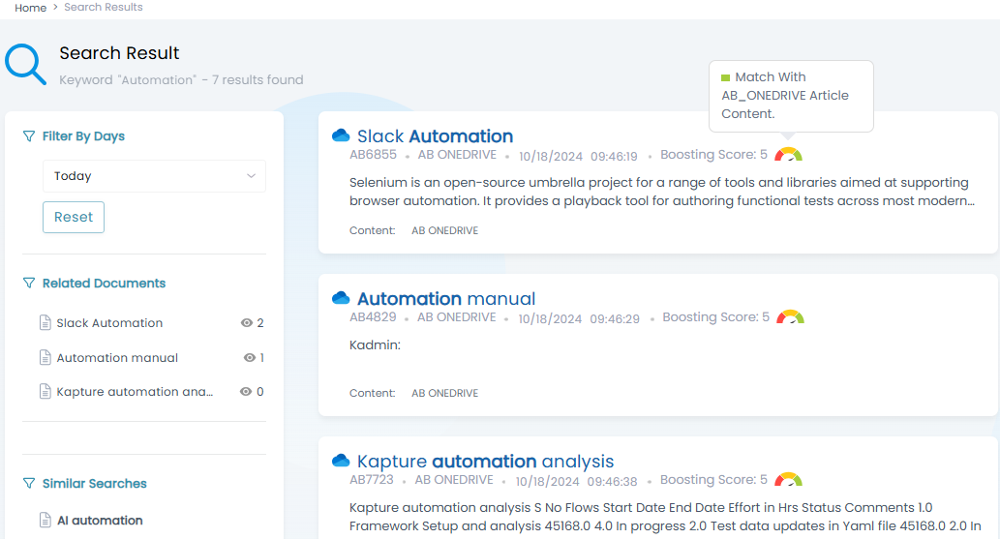 Home > Search Results
Search Result
Keyword "Automation" - 7 results found
Filter By Days
Today
Reset
Related Documents
Slack Automation 2
Automation manual 1
Kapture automation ana... 0
Similar Searches
AI automation
Match With
AB_ONEDRIVE Article
Content.
Slack Automation
AB6855 • AB ONEDRIVE • 10/18/2024 09:46:19 • Boosting Score: 5
Selenium is an open-source umbrella project for a range of tools and libraries aimed at supporting
browser automation. It provides a playback tool for authoring functional tests across most modern...
Content: AB ONEDRIVE
Automation manual
AB4829 • AB ONEDRIVE • 10/18/2024 09:46:29 • Boosting Score: 5
Kadmin:
Content: AB ONEDRIVE
Kapture automation analysis
AB7723 • AB ONEDRIVE • 10/18/2024 09:46:38 • Boosting Score: 5
Kapture automation analysis S No Flows Start Date End Date Effort in Hrs Status Comments 1.0
Framework Setup and analysis 45168.0 4.0 In progress 2.0 Test data updates in Yaml file 45168.0 2.0 In